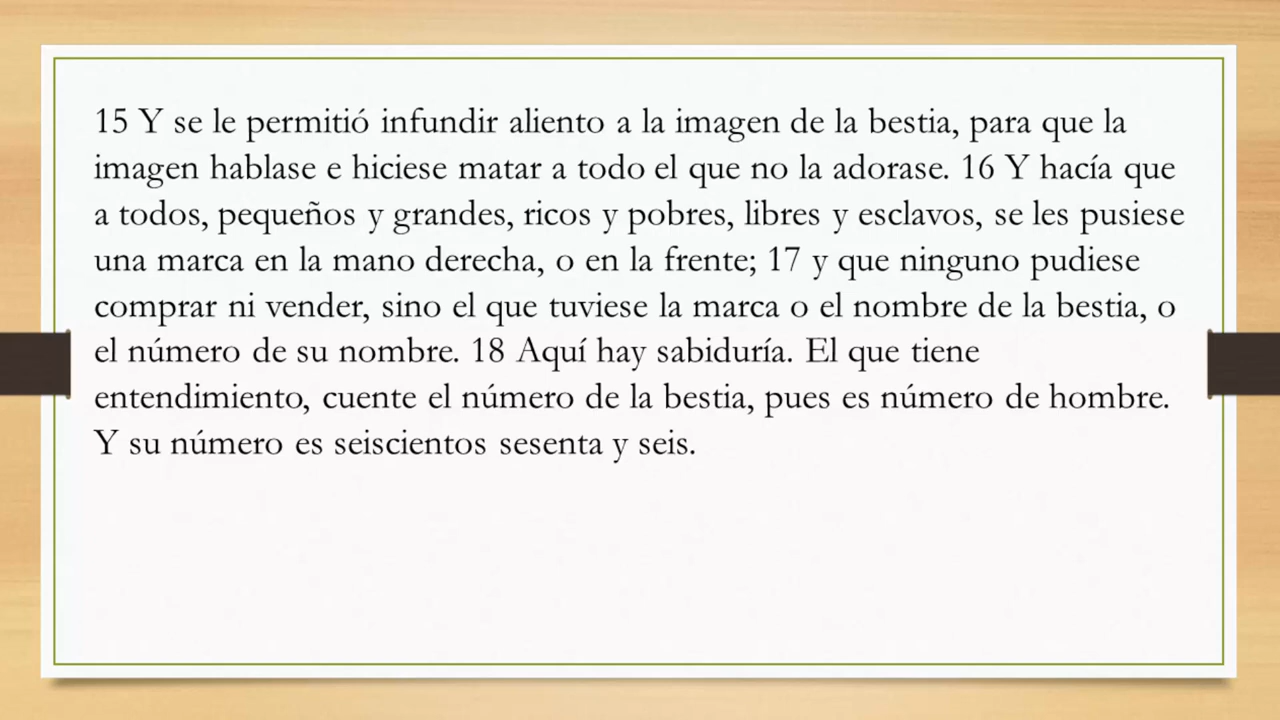 15 Y se le permitió infundir aliento a la imagen de la bestia, para que la
imagen hablase e hiciese matar a todo el que no la adorase. 16 Y hacía que
a todos, pequeños y grandes, ricos y pobres, libres y esclavos, se les pusiese
una marca en la mano derecha, o en la frente; 17 y que ninguno pudiese
comprar ni vender, sino el que tuviese la marca o el nombre de la bestia, o
el número de su nombre. 18 Aquí hay sabiduría. El que tiene
entendimiento, cuente el número de la bestia, pues es número de hombre.
Y su número es seiscientos sesenta y seis.